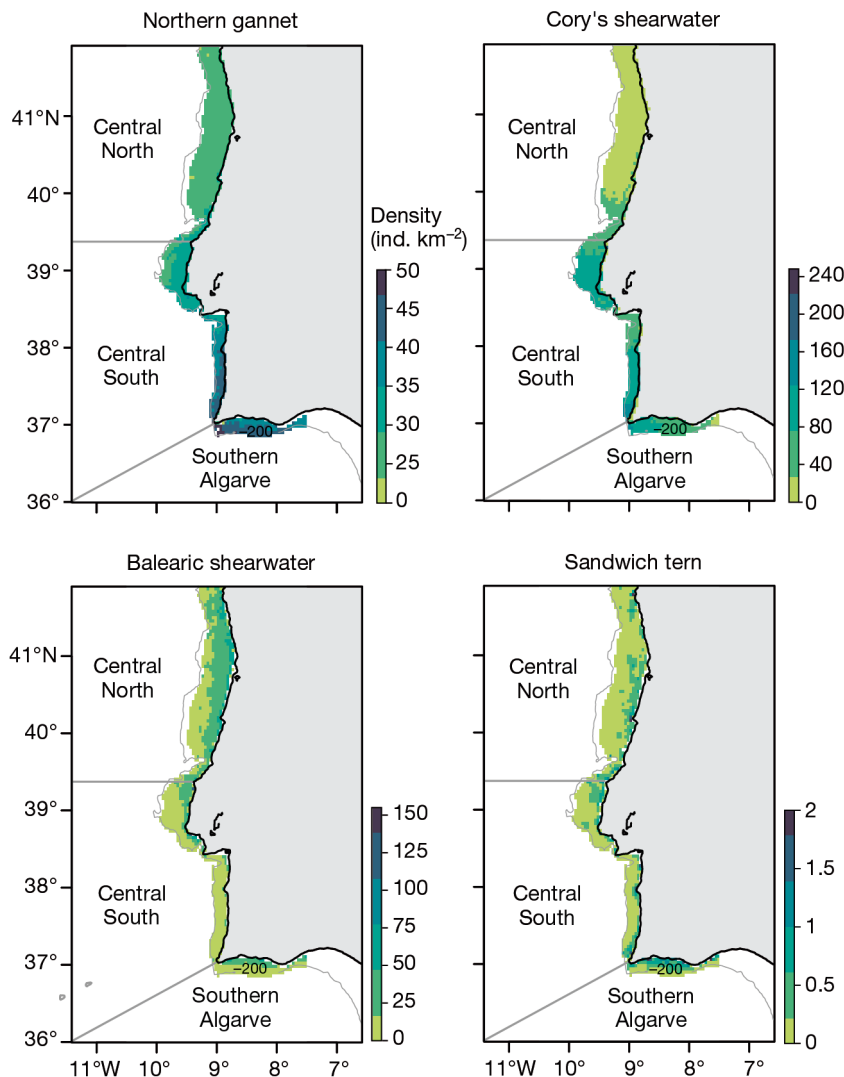 Northern gannet
Cory's shearwater
41°N
40°
39°
38°
37°
36°
Central
North
Central
South
Southern
Algarve
−200
Density
(ind. km−2)
50
45
40
35
30
25
0
Central
North
Central
South
Southern
Algarve
−200
240
200
160
120
80
40
0
Balearic shearwater
Sandwich tern
41°N
40°
39°
38°
37°
36°
Central
North
Central
South
Southern
Algarve
−200
150
125
100
75
50
25
0
11°W
10°
9°
8°
7°
Central
North
Central
South
Southern
Algarve
−200
2
1.5
1
0.5
0
11°W
10°
9°
8°
7°